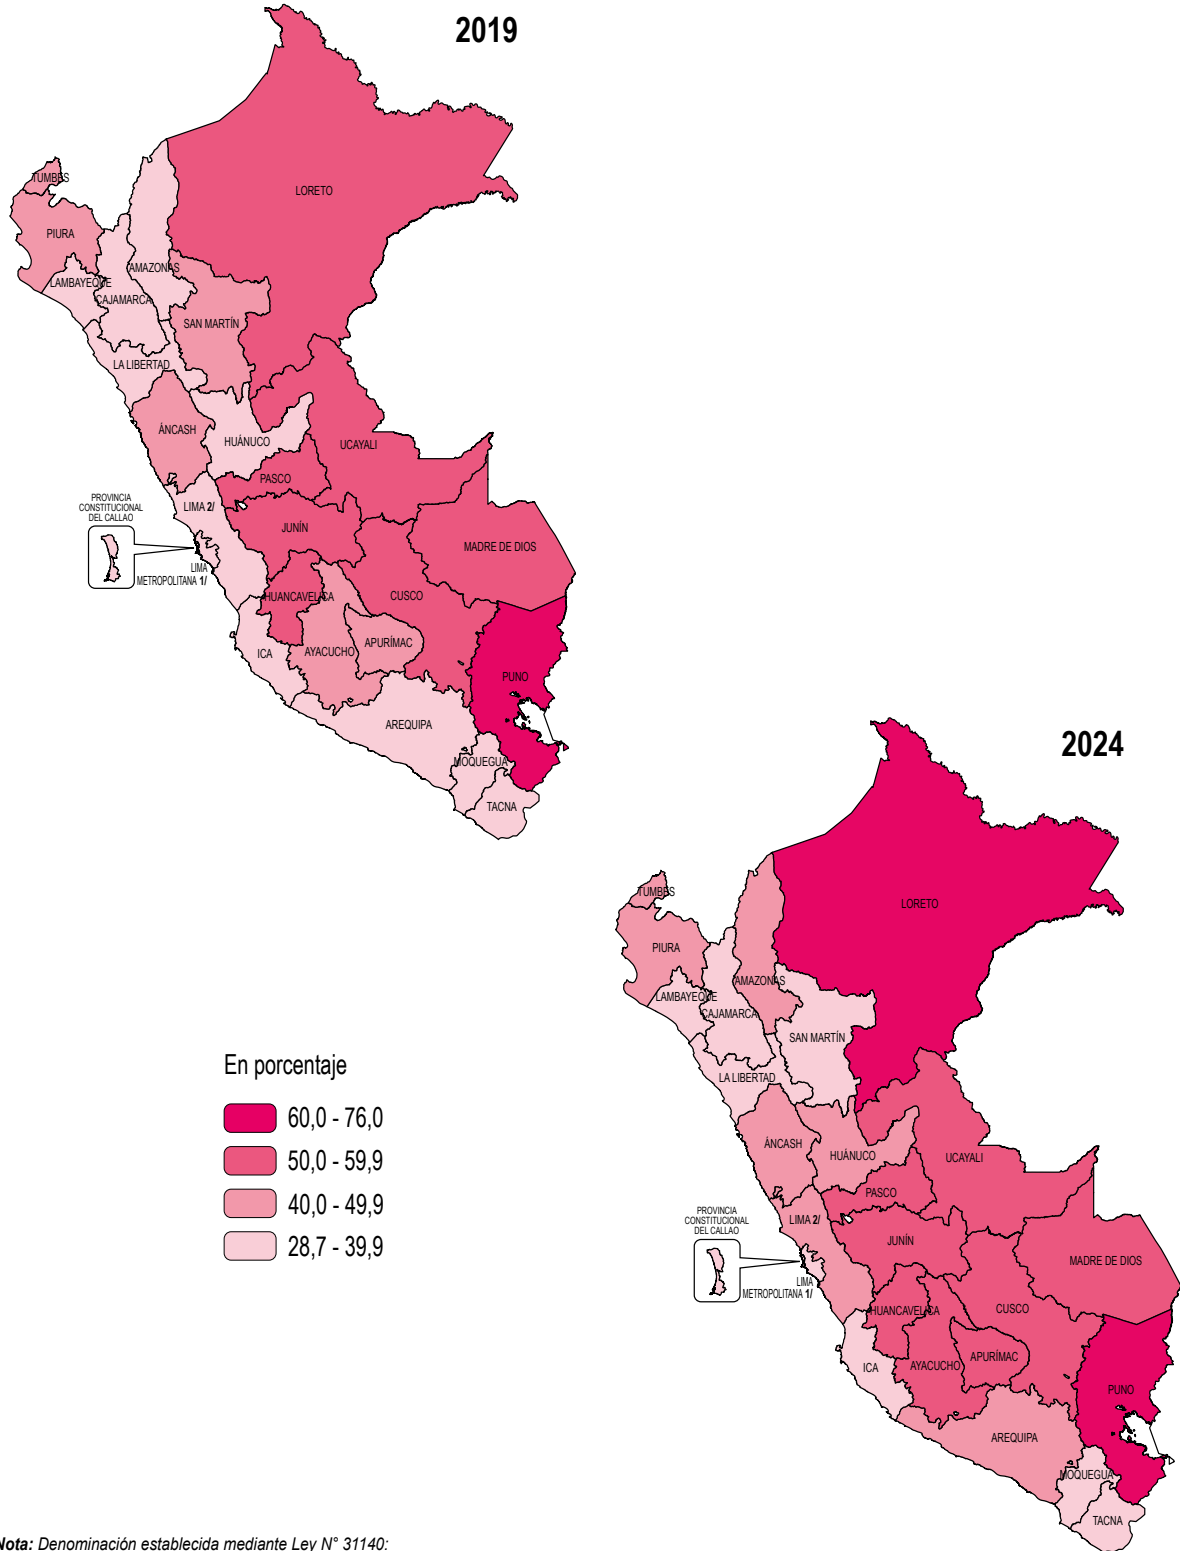 2019
LORETO
TUMBES
PIURA
AMAZONAS
LAMBAYEQUE
CAJAMARCA
SAN MARTÍN
LA LIBERTAD
ÁNCASH
HUÁNUCO
UCAYALI
PASCO
PROVINCIA
CONSTITUCIONAL
DEL CALLAO
LIMA 2/
JUNÍN
MADRE DE DIOS
LIMA
METROPOLITANA 1/
HUANCAVELICA
CUSCO
ICA
AYACUCHO
APURÍMAC
PUNO
AREQUIPA
MOQUEGUA
TACNA
2024
LORETO
TUMBES
PIURA
AMAZONAS
LAMBAYEQUE
CAJAMARCA
SAN MARTÍN
LA LIBERTAD
ÁNCASH
HUÁNUCO
UCAYALI
PASCO
PROVINCIA
CONSTITUCIONAL
DEL CALLAO
LIMA 2/
JUNÍN
MADRE DE DIOS
LIMA
METROPOLITANA 1/
HUANCAVELICA
CUSCO
ICA
AYACUCHO
APURÍMAC
PUNO
AREQUIPA
MOQUEGUA
TACNA
En porcentaje
60,0 - 76,0
50,0 - 59,9
40,0 - 49,9
28,7 - 39,9
Nota: Denominación establecida mediante Ley N° 31140: